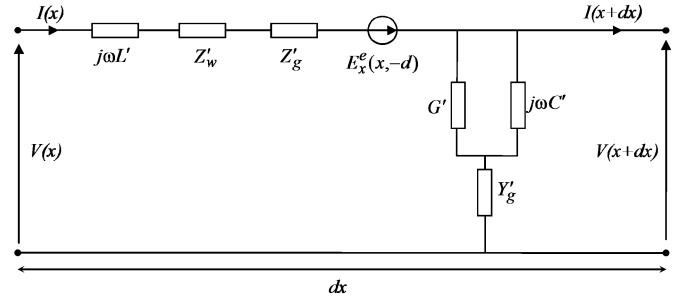 I(x)
I(x+dx)
jωL′
Z′w
Z′g
Eex(x,-d)
G′
jωC′
V(x)
V(x+dx)
Y′g
dx